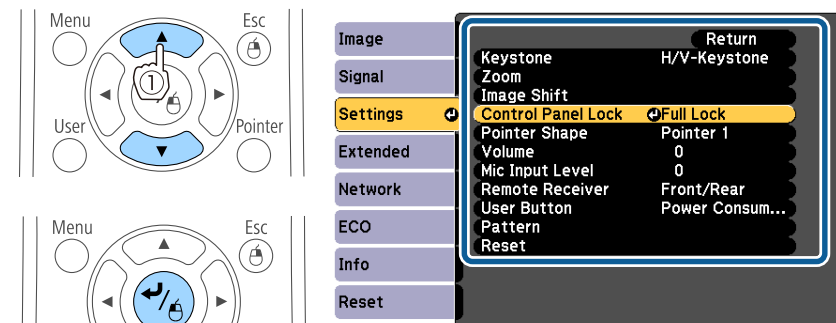 Menu
Esc
①
User
Pointer
Menu
Esc
Image
Signal
Settings
Extended
Network
ECO
Info
Reset
Return
Keystone H/V-Keystone
Zoom
Image Shift
Control Panel Lock Full Lock
Pointer Shape Pointer 1
Volume 0
Mic Input Level 0
Remote Receiver Front/Rear
User Button Power Consum...
Pattern
Reset